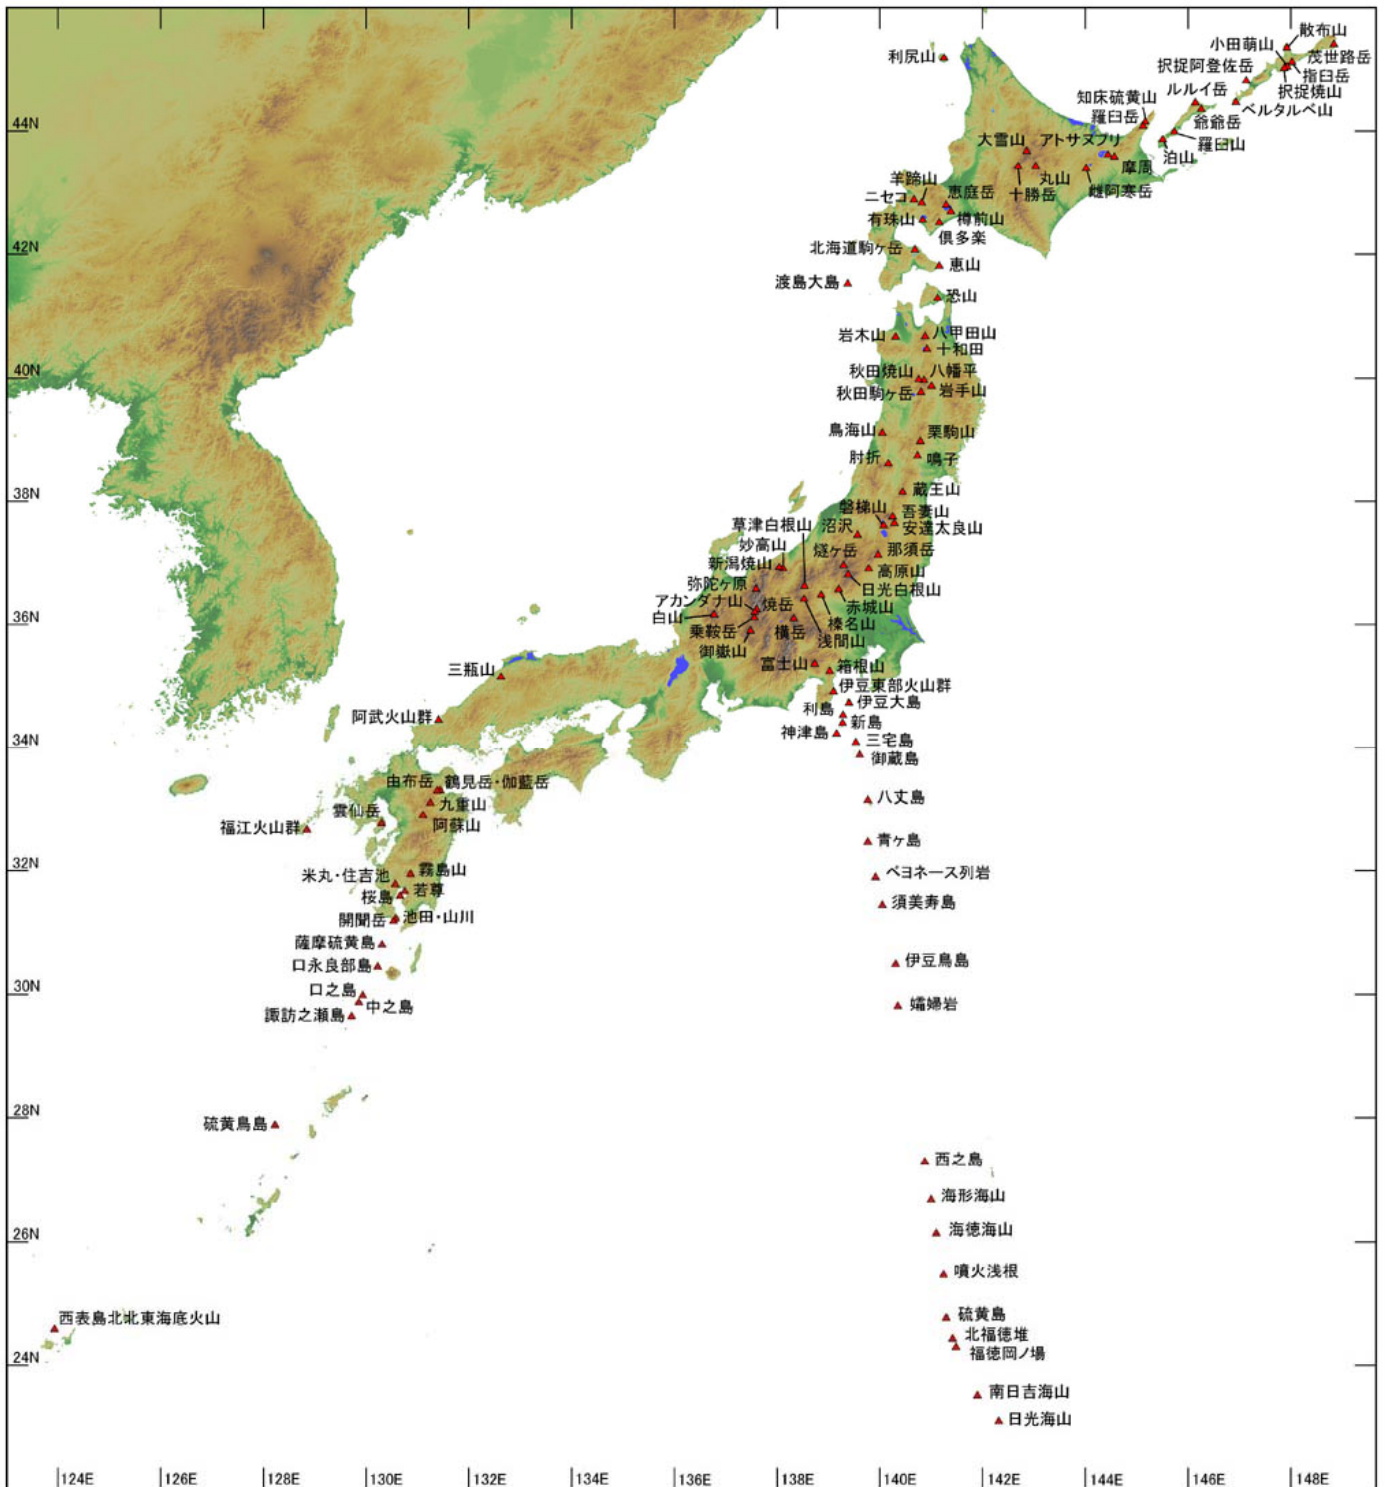 散布山
小田萌山
利尻山
茂世路岳
択捉阿登佐岳
指臼岳
ルルイ岳
択捉焼山
知床硫黄山
ベルタルベ山
羅臼岳
爺爺岳
44N
大雪山
アトサヌプリ
羅臼山
泊山
摩周
羊蹄山
丸山
ニセコ
恵庭岳
十勝岳
雌阿寒岳
有珠山
樽前山
倶多楽
42N
北海道駒ヶ岳
恵山
渡島大島
恐山
岩木山
八甲田山
十和田
40N
秋田焼山
八幡平
秋田駒ヶ岳
岩手山
鳥海山
栗駒山
肘折
鳴子
38N
蔵王山
磐梯山
吾妻山
草津白根山
沼沢
安達太良山
妙高山
燧ヶ岳
那須岳
新潟焼山
高原山
弥陀ヶ原
日光白根山
アカンダナ山
焼岳
赤城山
36N
白山
榛名山
乗鞍岳
横岳
浅間山
御嶽山
富士山
箱根山
三瓶山
伊豆東部火山群
伊豆大島
利島
阿武火山群
新島
34N
神津島
三宅島
御蔵島
由布岳
鶴見岳・伽藍岳
八丈島
雲仙岳
九重山
福江火山群
阿蘇山
青ヶ島
32N
米丸・住吉池
霧島山
ベヨネース列岩
桜島
若尊
須美寿島
開聞岳
池田・山川
薩摩硫黄島
伊豆鳥島
口永良部島
30N
口之島
中之島
孀婦岩
諏訪之瀬島
28N
硫黄鳥島
西之島
海形海山
海徳海山
26N
噴火浅根
西表島北北東海底火山
硫黄島
北福徳堆
福徳岡ノ場
24N
南日吉海山
日光海山
124E
126E
128E
130E
132E
134E
136E
138E
140E
142E
144E
146E
148E